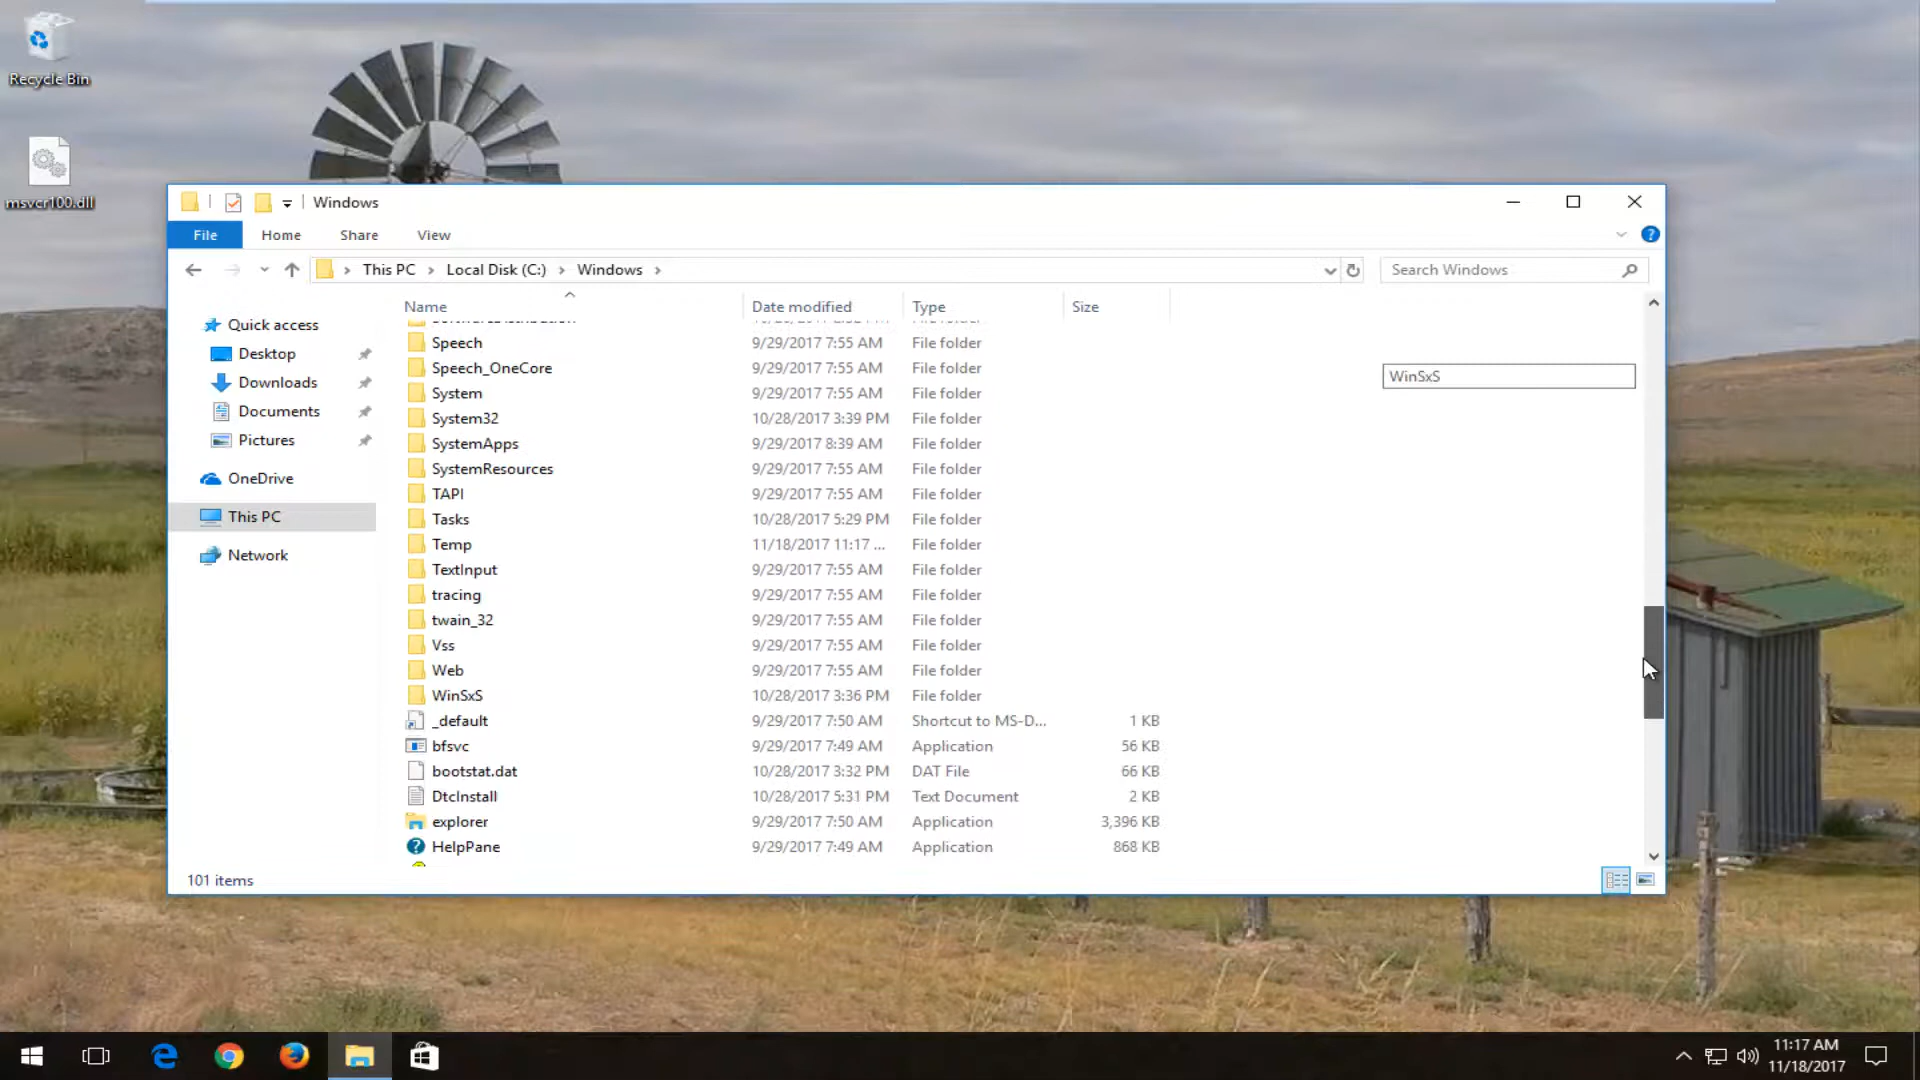 Recycle Bin
msvcr100.dll
Windows
File Home Share View
This PC Local Disk (C:) Windows
Search Windows
Name Date modified Type Size
Quick access
Desktop
Downloads
Documents
Pictures
OneDrive
This PC
Network
Speech 9/29/2017 7:55 AM File folder
Speech_OneCore 9/29/2017 7:55 AM File folder
WinSxS
System 9/29/2017 7:55 AM File folder
System32 10/28/2017 3:39 PM File folder
SystemApps 9/29/2017 8:39 AM File folder
SystemResources 9/29/2017 7:55 AM File folder
TAPI 9/29/2017 7:55 AM File folder
Tasks 10/28/2017 5:29 PM File folder
Temp 11/18/2017 11:17 ... File folder
TextInput 9/29/2017 7:55 AM File folder
tracing 9/29/2017 7:55 AM File folder
twain_32 9/29/2017 7:55 AM File folder
Vss 9/29/2017 7:55 AM File folder
Web 9/29/2017 7:55 AM File folder
WinSxS 10/28/2017 3:36 PM File folder
_default 9/29/2017 7:50 AM Shortcut to MS-D... 1 KB
bfsvc 9/29/2017 7:49 AM Application 56 KB
bootstat.dat 10/28/2017 3:32 PM DAT File 66 KB
DtcInstall 10/28/2017 5:31 PM Text Document 2 KB
explorer 9/29/2017 7:50 AM Application 3,396 KB
HelpPane 9/29/2017 7:49 AM Application 868 KB
101 items
11:17 AM
11/18/2017